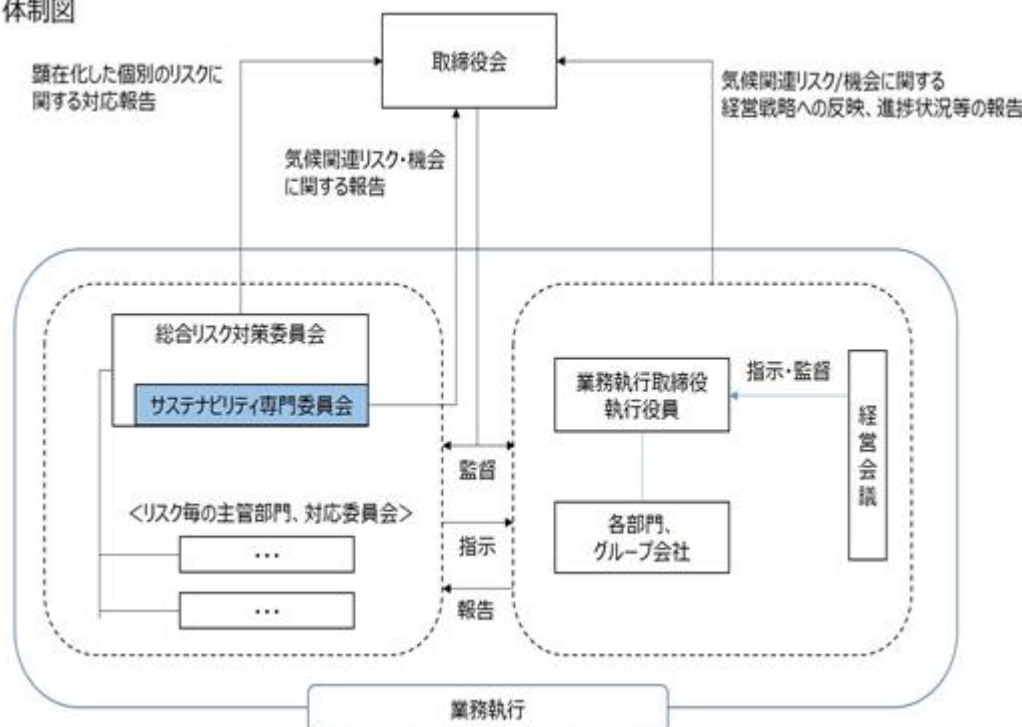 体制図
取締役会
顕在化した個別のリスクに
関する対応報告
気候関連リスク/機会に関する
経営戦略への反映、進捗状況等の報告
気候関連リスク・機会
に関する報告
総合リスク対策委員会
サステナビリティ専門委員会
<リスク毎の主管部門、対応委員会>
…
…
監督
指示
報告
業務執行取締役
執行役員
指示・監督
経営会議
各部門、
グループ会社
業務執行